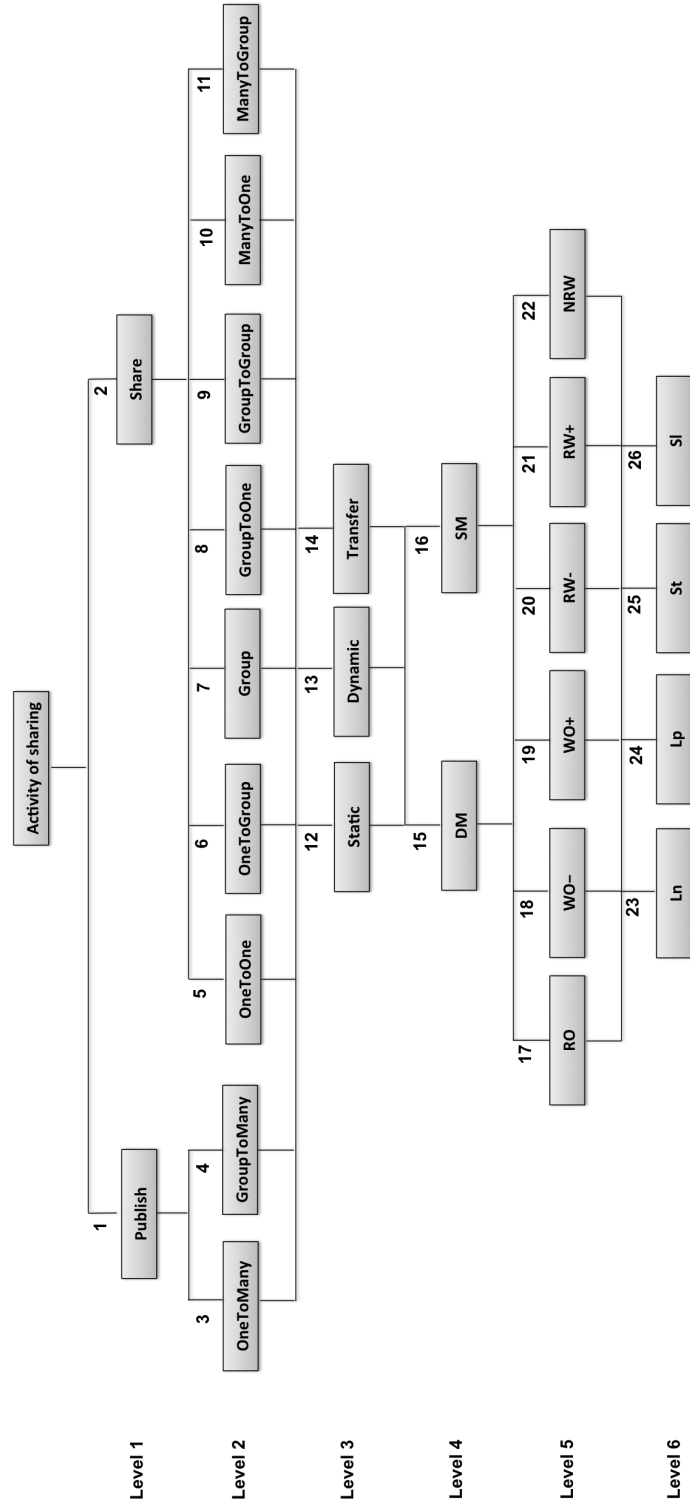 Activity of sharing
Level 1
1
Publish
2
Share
Level 2
3
OneToMany
4
GroupToMany
5
OneToOne
6
OneToGroup
7
Group
8
GroupToOne
9
GroupToGroup
10
ManyToOne
11
ManyToGroup
Level 3
12
Static
13
Dynamic
14
Transfer
Level 4
15
DM
16
SM
Level 5
17
RO
18
WO−
19
WO+
20
RW-
21
RW+
22
NRW
Level 6
23
Ln
24
Lp
25
St
26
Sl